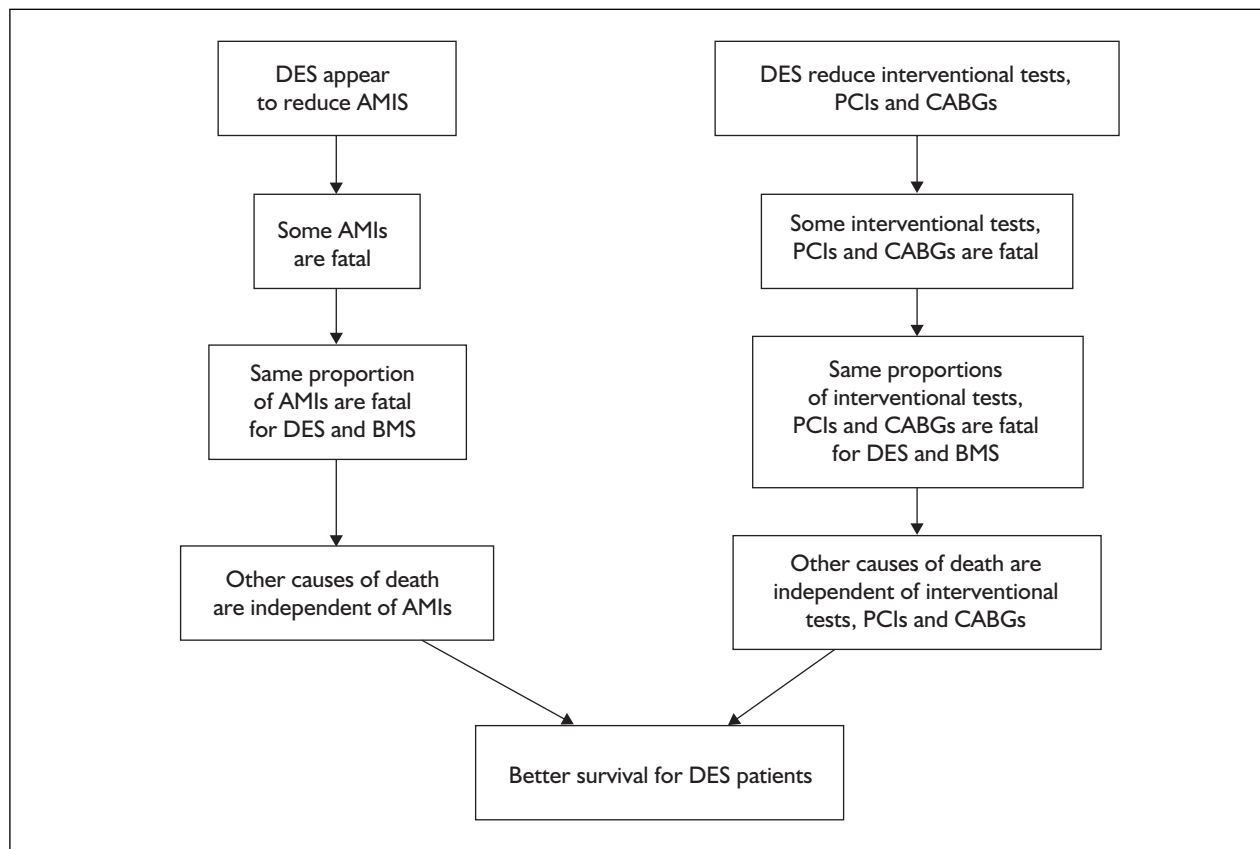 DES appear
to reduce AMIS
Some AMIs
are fatal
Same proportion
of AMIs are fatal
for DES and BMS
Other causes of death
are independent of AMIs
DES reduce interventional tests,
PCIs and CABGs
Some interventional tests,
PCIs and CABGs are fatal
Same proportions
of interventional tests,
PCIs and CABGs are fatal
for DES and BMS
Other causes of death are
independent of interventional
tests, PCIs and CABGs
Better survival for DES patients